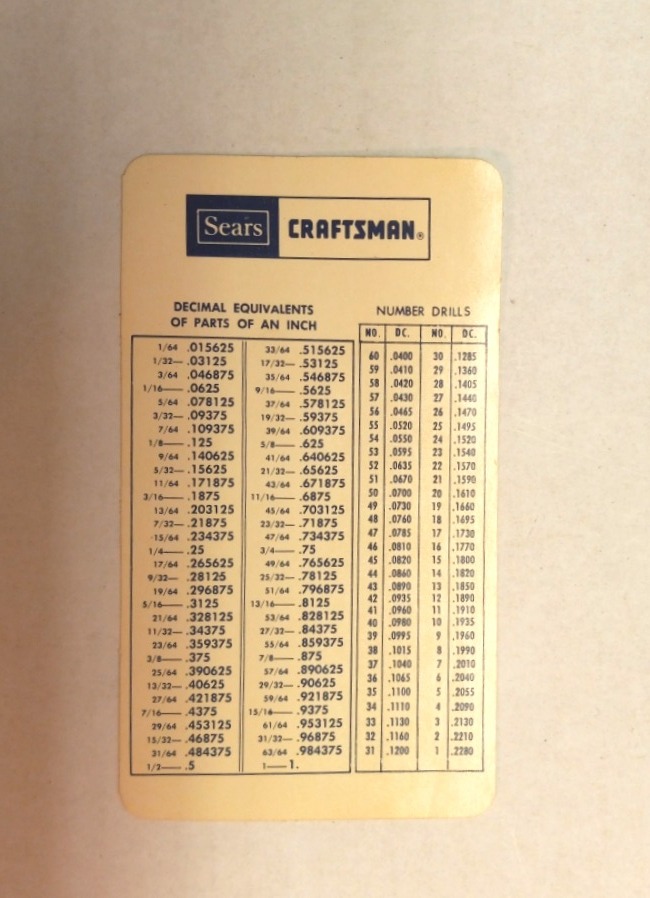 Sears CRAFTSMAN®
DECIMAL EQUIVALENTS
OF PARTS OF AN INCH
1/64 .015625 33/64 .515625
1/32— .03125 17/32— .53125
3/64 .046875 35/64 .546875
1/16— .0625 9/16— .5625
5/64 .078125 37/64 .578125
3/32— .09375 19/32— .59375
7/64 .109375 39/64 .609375
1/8— .125 5/8— .625
9/64 .140625 41/64 .640625
5/32— .15625 21/32— .65625
11/64 .171875 43/64 .671875
3/16— .1875 11/16— .6875
13/64 .203125 45/64 .703125
7/32— .21875 23/32— .71875
15/64 .234375 47/64 .734375
1/4— .25 3/4— .75
17/64 .265625 49/64 .765625
9/32— .28125 25/32— .78125
19/64 .296875 51/64 .796875
5/16— .3125 13/16— .8125
21/64 .328125 53/64 .828125
11/32— .34375 27/32— .84375
23/64 .359375 55/64 .859375
3/8— .375 7/8— .875
25/64 .390625 57/64 .890625
13/32— .40625 29/32— .90625
27/64 .421875 59/64 .921875
7/16— .4375 15/16— .9375
29/64 .453125 61/64 .953125
15/32— .46875 31/32— .96875
31/64 .484375 63/64 .984375
1/2— .5 1— 1.
NUMBER DRILLS
NO. DC. NO. DC.
60 .0400 30 .1285
59 .0410 29 .1360
58 .0420 28 .1405
57 .0430 27 .1440
56 .0465 26 .1470
55 .0520 25 .1495
54 .0550 24 .1520
53 .0595 23 .1540
52 .0635 22 .1570
51 .0670 21 .1590
50 .0700 20 .1610
49 .0730 19 .1660
48 .0760 18 .1695
47 .0785 17 .1730
46 .0810 16 .1770
45 .0820 15 .1800
44 .0860 14 .1820
43 .0890 13 .1850
42 .0935 12 .1890
41 .0960 11 .1910
40 .0980 10 .1935
39 .0995 9 .1960
38 .1015 8 .1990
37 .1040 7 .2010
36 .1065 6 .2040
35 .1100 5 .2055
34 .1110 4 .2090
33 .1130 3 .2130
32 .1160 2 .2210
31 .1200 1 .2280